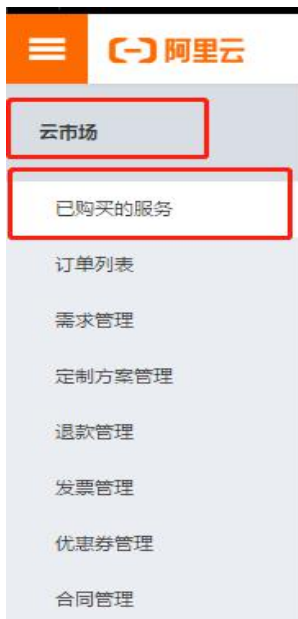 阿里云
云市场
已购买的服务
订单列表
需求管理
定制方案管理
退款管理
发票管理
优惠券管理
合同管理